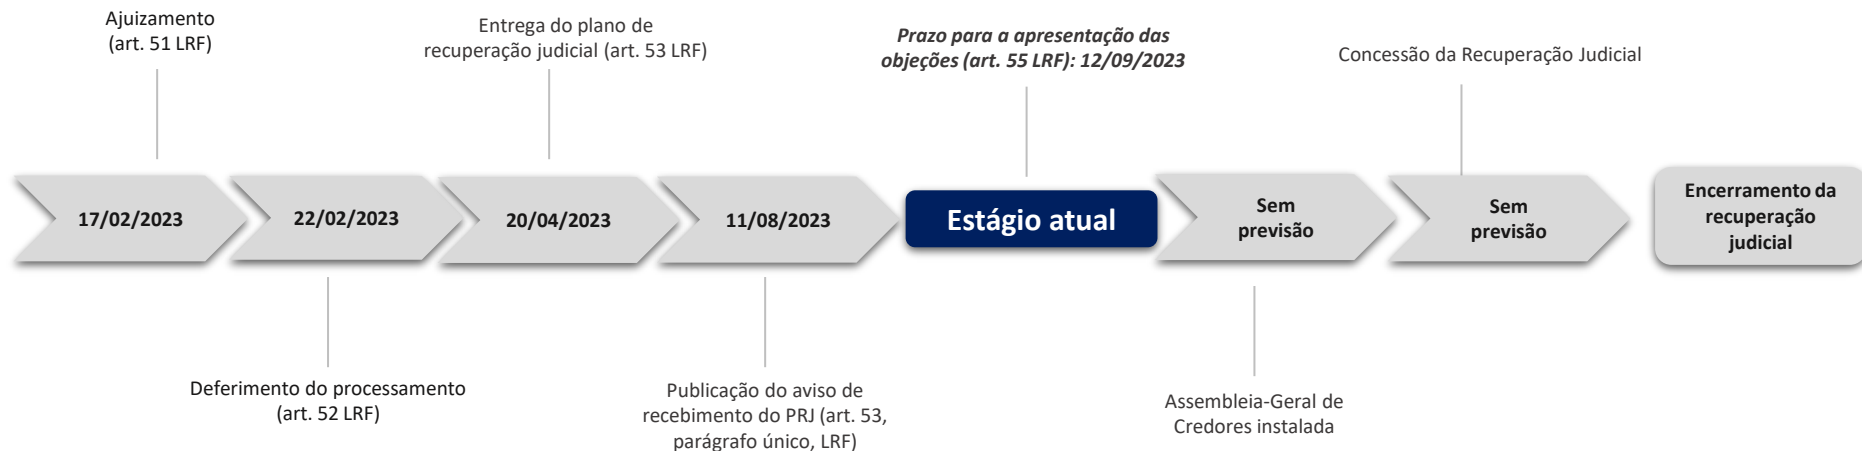 Ajuizamento
(art. 51 LRF)
Entrega do plano de
recuperação judicial (art. 53 LRF)
Prazo para a apresentação das
objeções (art. 55 LRF): 12/09/2023
Concessão da Recuperação Judicial
17/02/2023
22/02/2023
20/04/2023
11/08/2023
Estágio atual
Sem
previsão
Sem
previsão
Encerramento da
recuperação
judicial
Deferimento do processamento
(art. 52 LRF)
Publicação do aviso de
recebimento do PRJ (art. 53,
parágrafo único, LRF)
Assembleia-Geral de
Credores instalada